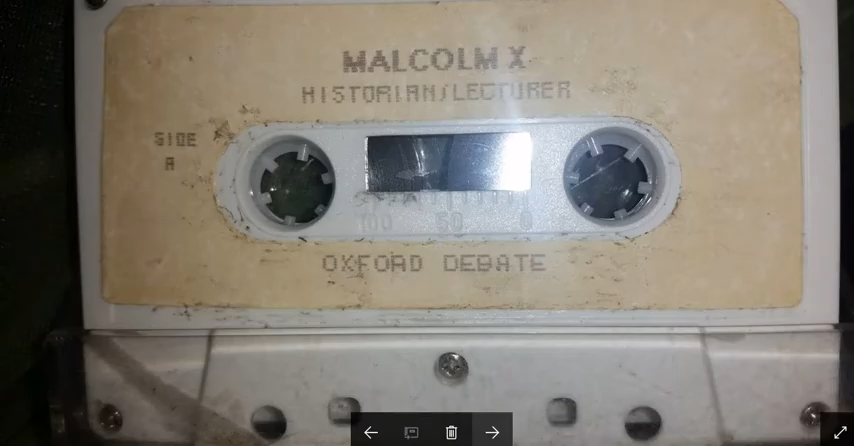 MALCOLM X
HISTORIAN/LECTURER
SIDE
A
100 50 0
OXFORD DEBATE